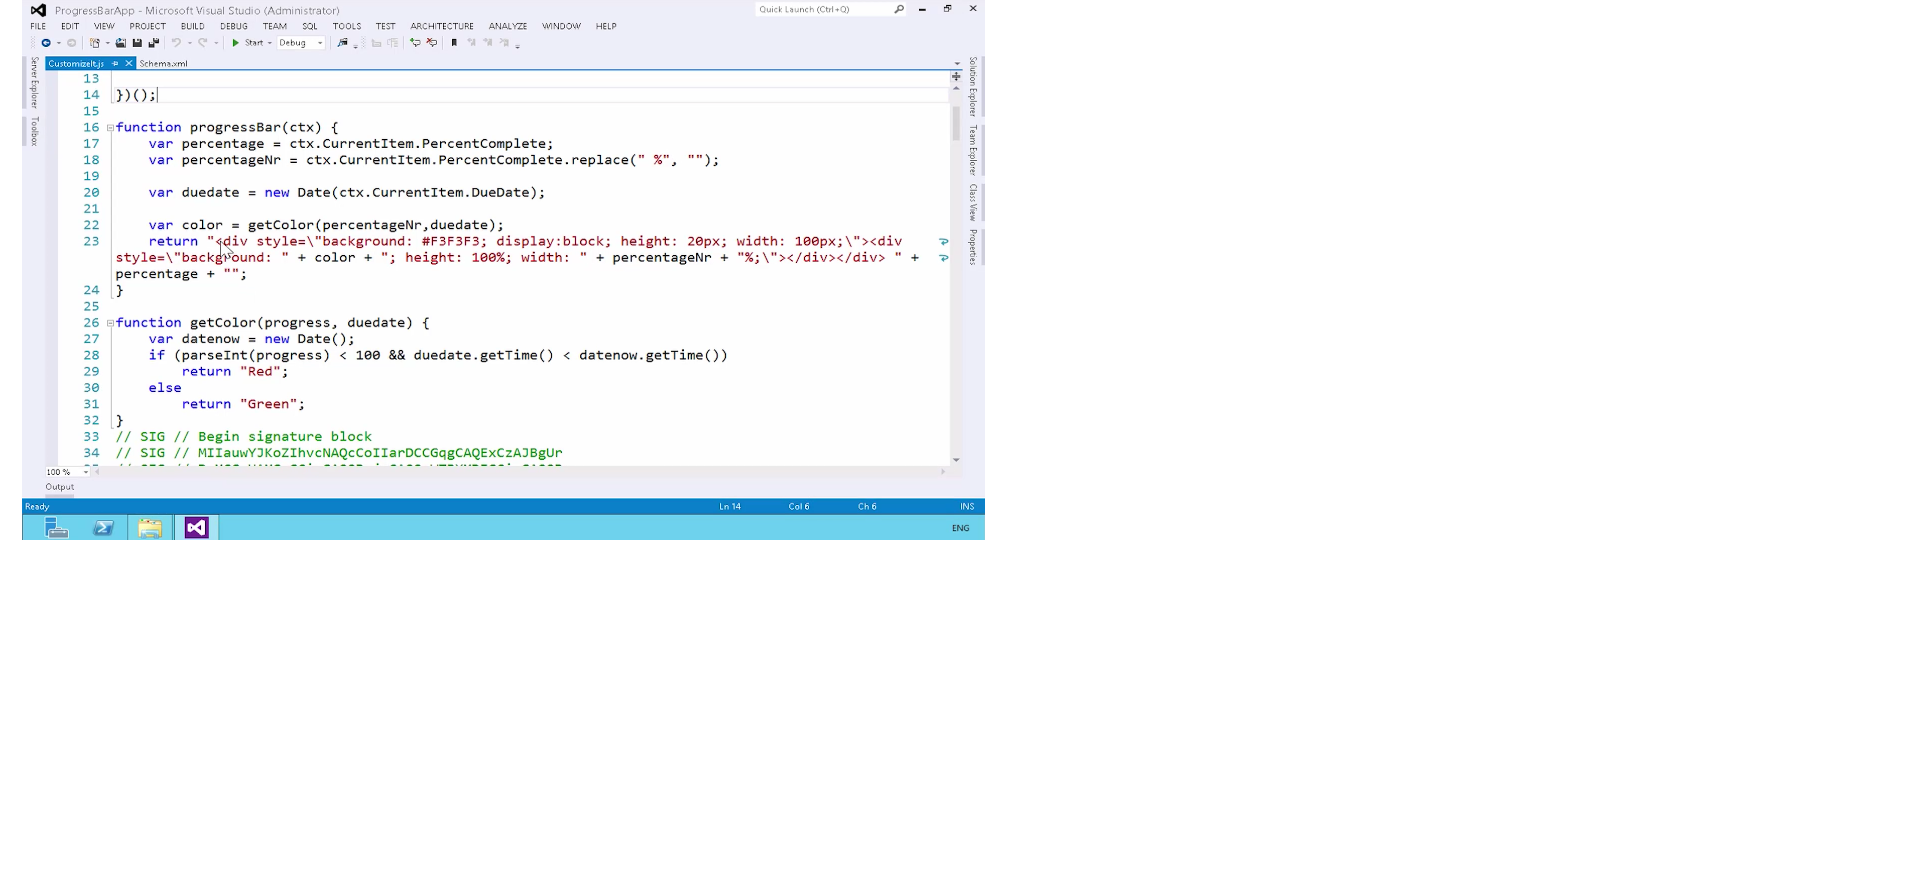 ProgressBarApp - Microsoft Visual Studio (Administrator)
Quick Launch (Ctrl+Q)
FILE EDIT VIEW PROJECT BUILD DEBUG TEAM SQL TOOLS TEST ARCHITECTURE ANALYZE WINDOW HELP
Start Debug
CustomizeIt.js Schema.xml
Server Explorer
Toolbox
Solution Explorer
Team Explorer
Class View
Properties
13
14 })();
15
16 function progressBar(ctx) {
17 var percentage = ctx.CurrentItem.PercentComplete;
18 var percentageNr = ctx.CurrentItem.PercentComplete.replace(" %", "");
19
20 var duedate = new Date(ctx.CurrentItem.DueDate);
21
22 var color = getColor(percentageNr,duedate);
23 return "<div style=\"background: #F3F3F3; display:block; height: 20px; width: 100px;\"><div
style=\"background: " + color + "; height: 100%; width: " + percentageNr + "%;\"></div></div> " +
percentage + "";
24 }
25
26 function getColor(progress, duedate) {
27 var datenow = new Date();
28 if (parseInt(progress) < 100 && duedate.getTime() < datenow.getTime())
29 return "Red";
30 else
31 return "Green";
32 }
33 // SIG // Begin signature block
34 // SIG // MIIauwYJKoZIhvcNAQcCoIIarDCCGqgCAQExCzAJBgUr
100 %
Output
Ready Ln 14 Col 6 Ch 6 INS
ENG